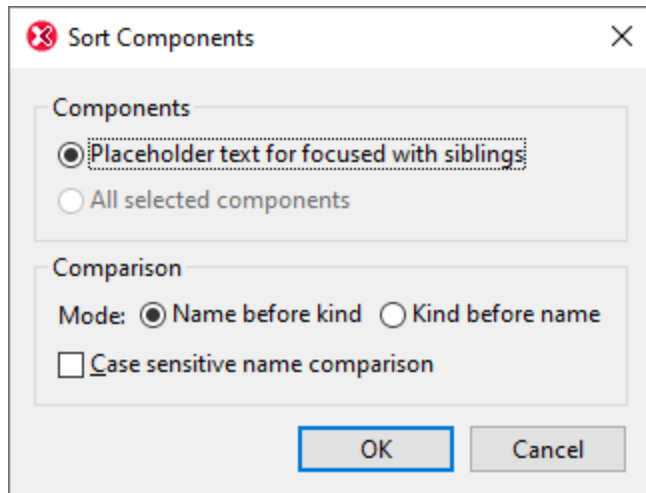 Sort Components
Components
Placeholder text for focused with siblings
All selected components
Comparison
Mode: Name before kind Kind before name
Case sensitive name comparison
OK Cancel